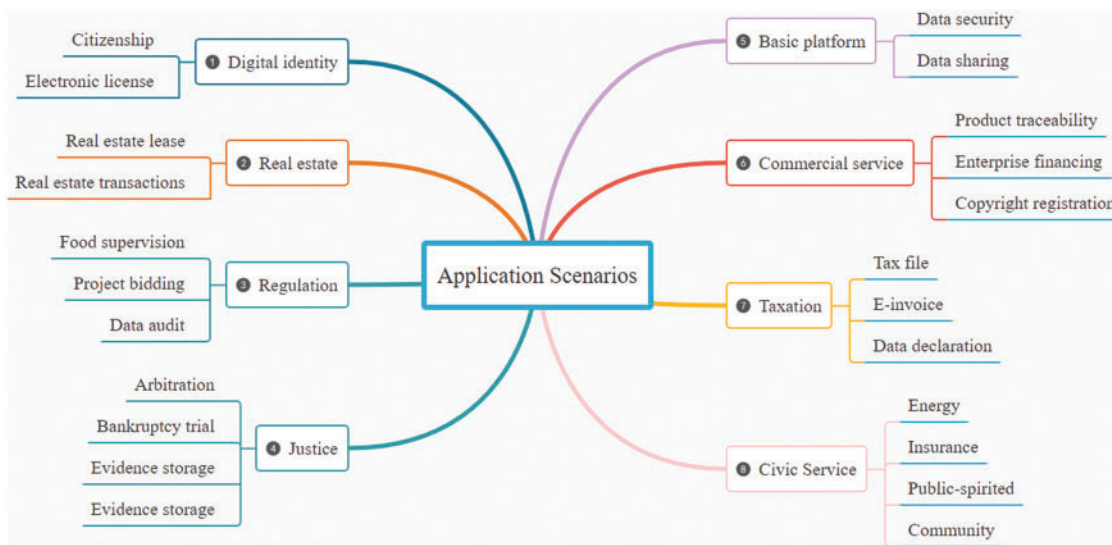 Application Scenarios
❶ Digital identity
Citizenship
Electronic license
❷ Real estate
Real estate lease
Real estate transactions
❸ Regulation
Food supervision
Project bidding
Data audit
❹ Justice
Arbitration
Bankruptcy trial
Evidence storage
Evidence storage
❺ Basic platform
Data security
Data sharing
❻ Commercial service
Product traceability
Enterprise financing
Copyright registration
❼ Taxation
Tax file
E-invoice
Data declaration
❽ Civic Service
Energy
Insurance
Public-spirited
Community